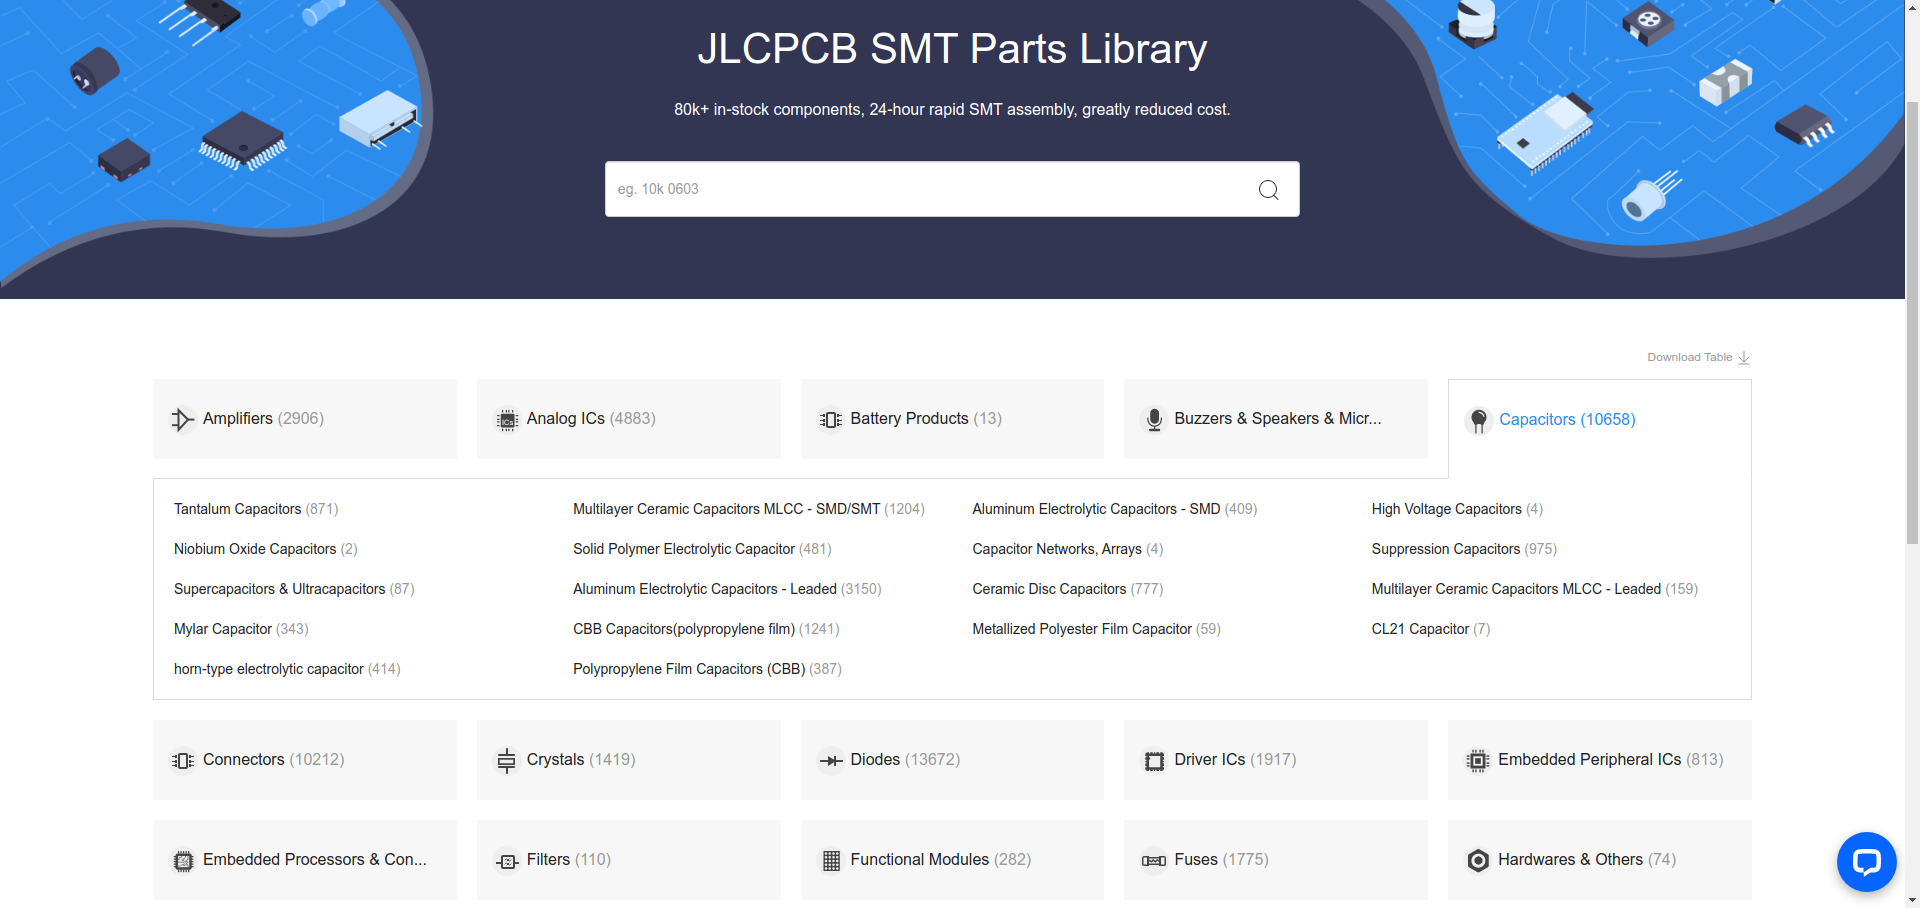 JLCPCB SMT Parts Library
80k+ in-stock components, 24-hour rapid SMT assembly, greatly reduced cost.
eg. 10k 0603
Download Table
Amplifiers (2906)
Analog ICs (4883)
Battery Products (13)
Buzzers & Speakers & Micr...
Capacitors (10658)
Tantalum Capacitors (871)
Multilayer Ceramic Capacitors MLCC - SMD/SMT (1204)
Aluminum Electrolytic Capacitors - SMD (409)
High Voltage Capacitors (4)
Niobium Oxide Capacitors (2)
Solid Polymer Electrolytic Capacitor (481)
Capacitor Networks, Arrays (4)
Suppression Capacitors (975)
Supercapacitors & Ultracapacitors (87)
Aluminum Electrolytic Capacitors - Leaded (3150)
Ceramic Disc Capacitors (777)
Multilayer Ceramic Capacitors MLCC - Leaded (159)
Mylar Capacitor (343)
CBB Capacitors(polypropylene film) (1241)
Metallized Polyester Film Capacitor (59)
CL21 Capacitor (7)
horn-type electrolytic capacitor (414)
Polypropylene Film Capacitors (CBB) (387)
Connectors (10212)
Crystals (1419)
Diodes (13672)
Driver ICs (1917)
Embedded Peripheral ICs (813)
Embedded Processors & Con...
Filters (110)
Functional Modules (282)
Fuses (1775)
Hardwares & Others (74)